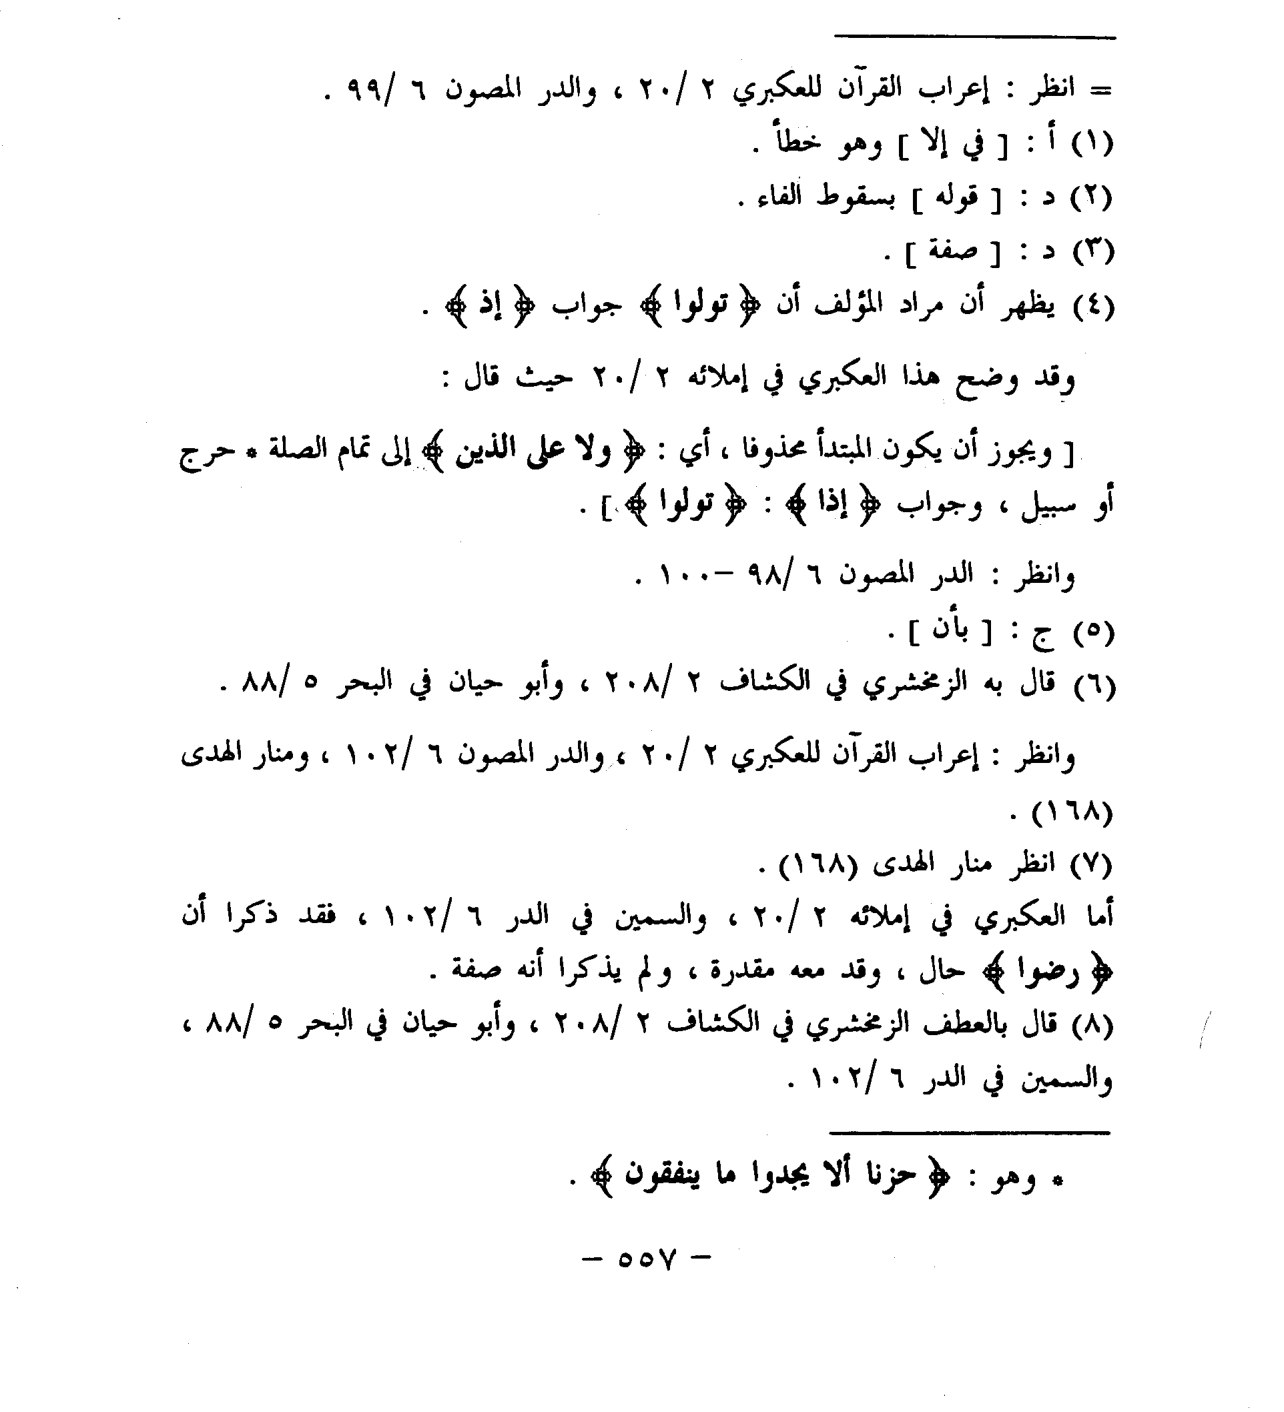 = انظر : إعراب القرآن للعكبري ٢ /٢٠ ، والدر المصون ٦ /٩٩ .
(١) أ : [ في إلا ] وهو خطأ .
(٢) د : [ قوله ] بسقوط الفاء .
(٣) د : [ صفة ] .
(٤) يظهر أن مراد المؤلف أن ﴿ تولوا ﴾ جواب ﴿ إذ ﴾ .
وقد وضح هذا العكبري في إملائه ٢ /٢٠ حيث قال :
[ ويجوز أن يكون المبتدأ محذوفا ، أي : ﴿ ولا على الذين ﴾ إلى تمام الصلة * حرج
أو سبيل ، وجواب ﴿ إذا ﴾ : ﴿ تولوا ﴾ ] .
وانظر : الدر المصون ٦ /٩٨ – ١٠٠ .
(٥) ج : [ بأن ] .
(٦) قال به الزمخشري في الكشاف ٢ /٢٠٨ ، وأبو حيان في البحر ٥ /٨٨ .
وانظر : إعراب القرآن للعكبري ٢ /٢٠ ، والدر المصون ٦ /١٠٢ ، ومنار الهدى
(١٦٨) .
(٧) انظر منار الهدى (١٦٨) .
أما العكبري في إملائه ٢ /٢٠ ، والسمين في الدر ٦ /١٠٢ ، فقد ذكرا أن
﴿ رضوا ﴾ حال ، وقد معه مقدرة ، ولم يذكرا أنه صفة .
(٨) قال بالعطف الزمخشري في الكشاف ٢ /٢٠٨ ، وأبو حيان في البحر ٥ /٨٨ ،
والسمين في الدر ٦ /١٠٢ .
* وهو : ﴿ حزنا ألا يجدوا ما ينفقون ﴾ .
– ٥٥٧ –